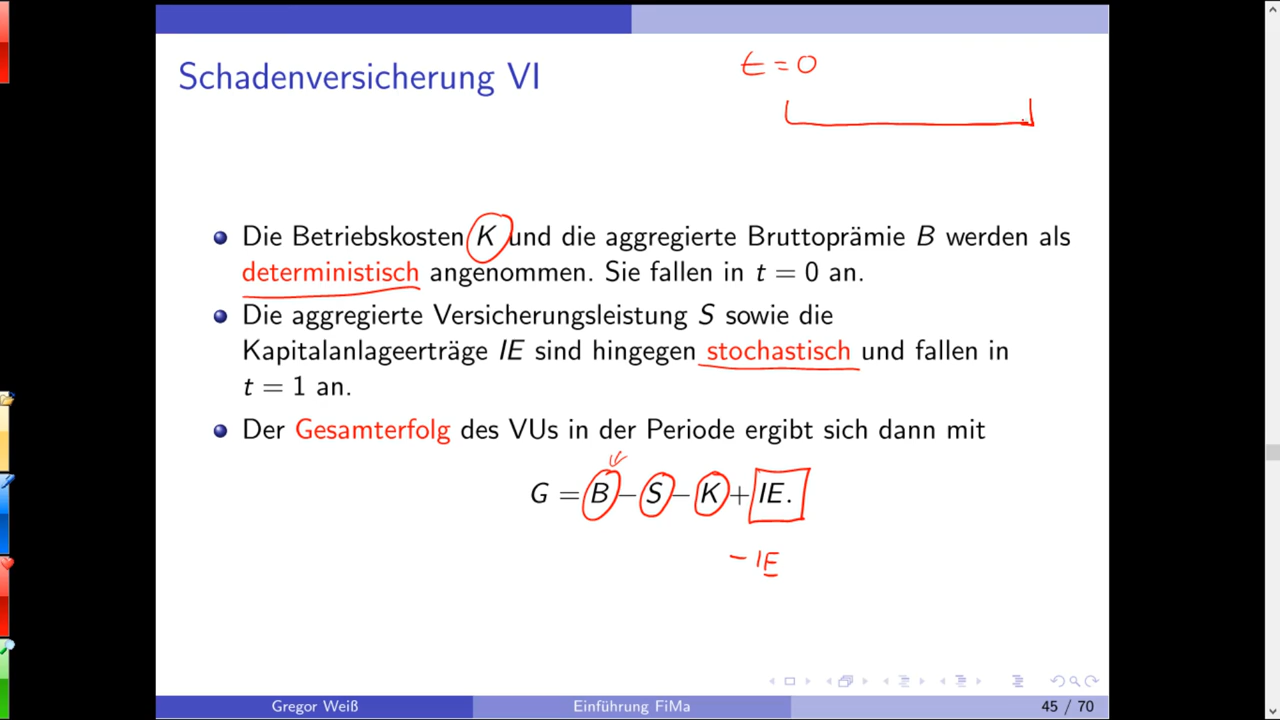 Schadenversicherung VI
t = 0
Die Betriebskosten K und die aggregierte Bruttoprämie B werden als
deterministisch angenommen. Sie fallen in t = 0 an.
Die aggregierte Versicherungsleistung S sowie die
Kapitalanlageerträge IE sind hingegen stochastisch und fallen in
t = 1 an.
Der Gesamterfolg des VUs in der Periode ergibt sich dann mit
G = B − S − K + IE.
− IE
Gregor Weiß Einführung FiMa 45 / 70